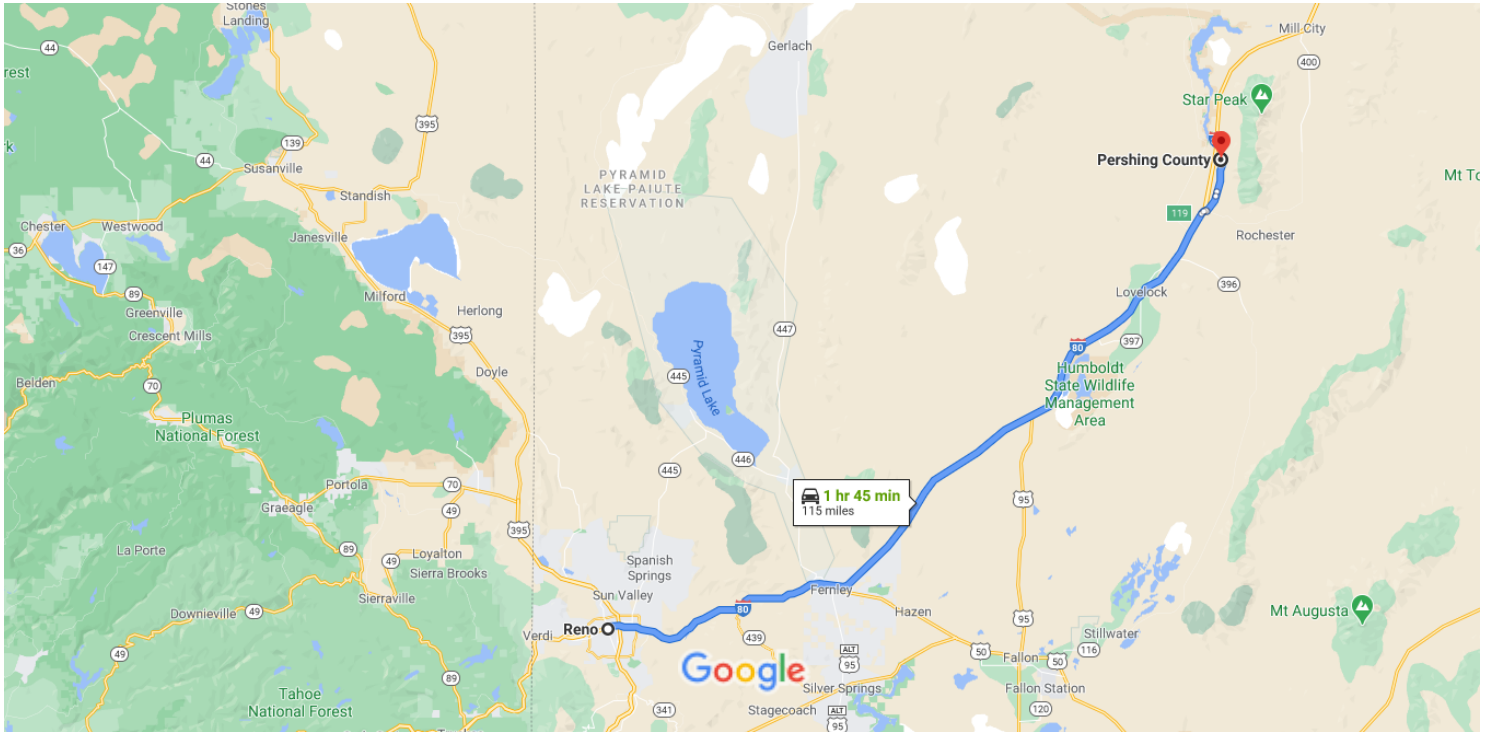 Stones
Landing
44
395
139
44
Susanville
Standish
Chester
Westwood
Janesville
36
147
89
Milford
Greenville
Crescent Mills
Herlong
395
Doyle
Belden
70
Plumas
National Forest
Portola
70
Graeagle
49
395
La Porte
89
49
Loyalton
Sierra Brooks
Downieville
49
Sierraville
49
89
Tahoe
National Forest
Gerlach
PYRAMID
LAKE PAIUTE
RESERVATION
447
445
Pyramid Lake
446
445
Spanish
Springs
Sun Valley
Verdi
Reno
80
439
Fernley
Hazen
Google
ALT
95
Silver Springs
Stagecoach
ALT
95
341
1 hr 45 min
115 miles
Mill City
400
Star Peak
Pershing County
Mt To
119
Rochester
396
Lovelock
80
397
Humboldt
State Wildlife
Management
Area
95
95
Mt Augusta
Stillwater
116
50
Fallon
50
Fallon Station
120